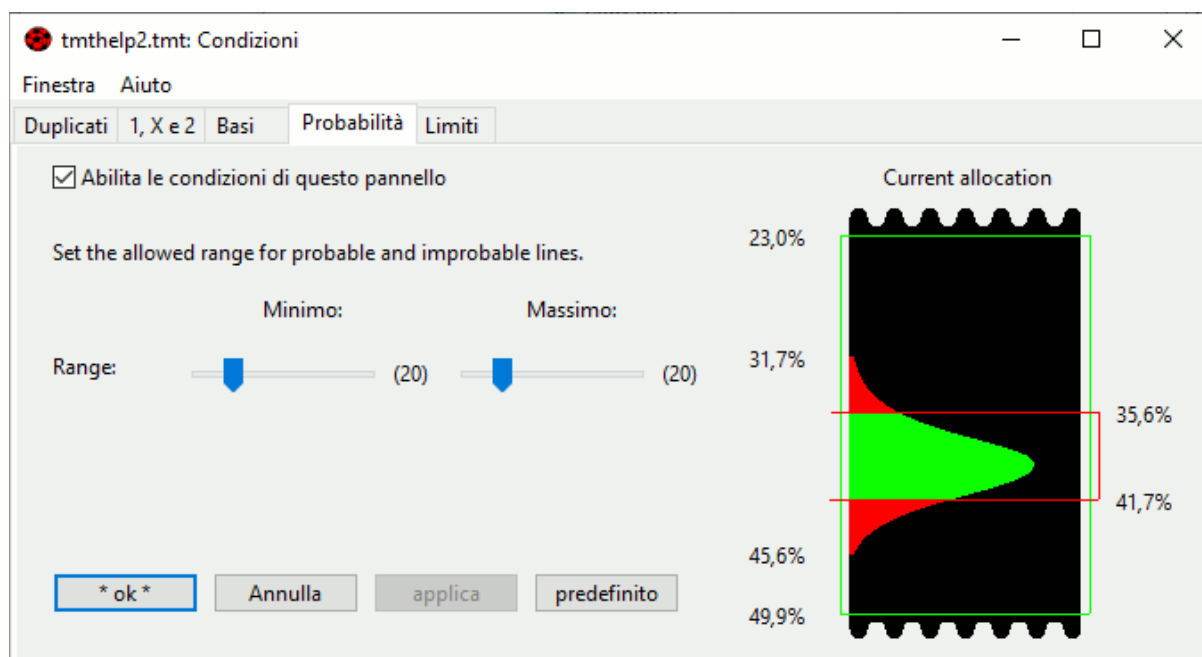 tmthelp2.tmt: Condizioni
Finestra Aiuto
Duplicati 1, X e 2 Basi Probabilità Limiti
Abilita le condizioni di questo pannello
Current allocation
23,0%
Set the allowed range for probable and improbable lines.
Minimo: Massimo:
Range: (20) (20)
31,7%
35,6%
41,7%
45,6%
* ok * Annulla applica predefinito
49,9%